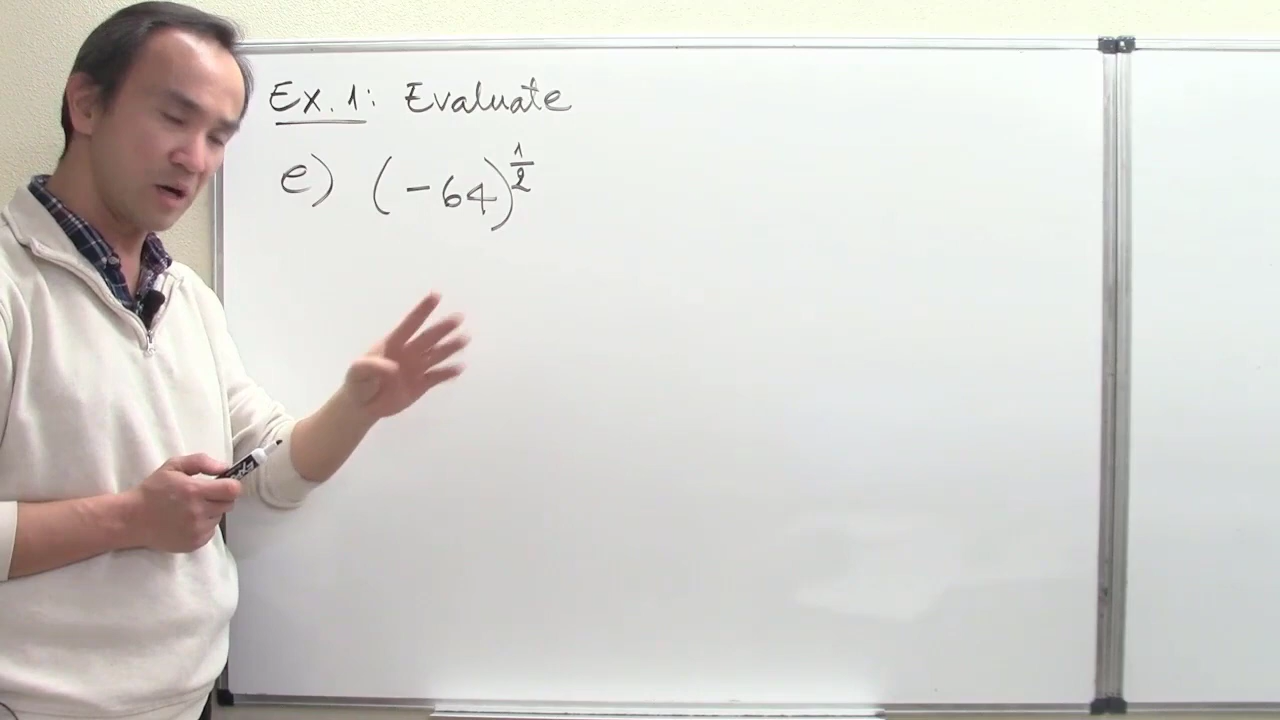 Ex. 1: Evaluate
e) (-64)^{1/2}